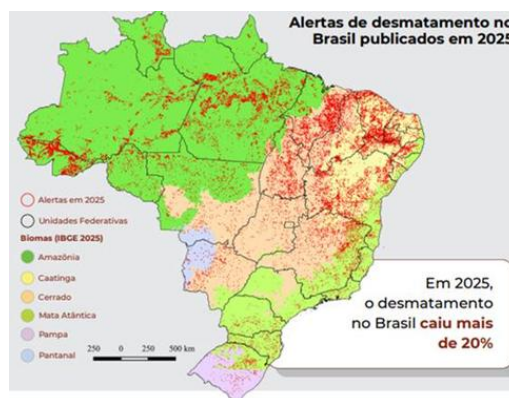 Alertas de desmatamento no
Brasil publicados em 2025
Alertas em 2025
Unidades Federativas
Biomas (IBGE 2025)
Amazônia
Caatinga
Cerrado
Mata Atântica
Pampa
Pantanal
250 0 250 500 km
Em 2025,
o desmatamento
no Brasil caiu mais
de 20%